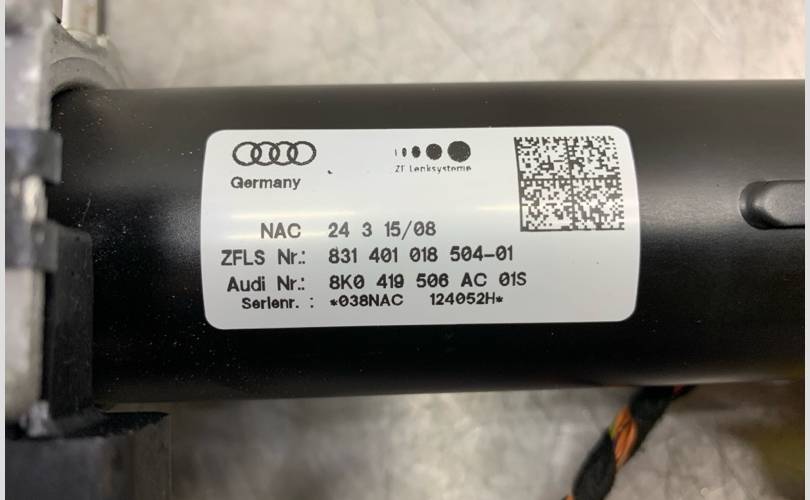 Germany
ZF Lenksysteme
NAC 24 3 15/08
ZFLS Nr.: 831 401 018 504-01
Audi Nr.: 8K0 419 506 AC 01S
Serienr. : *038NAC 124052H*